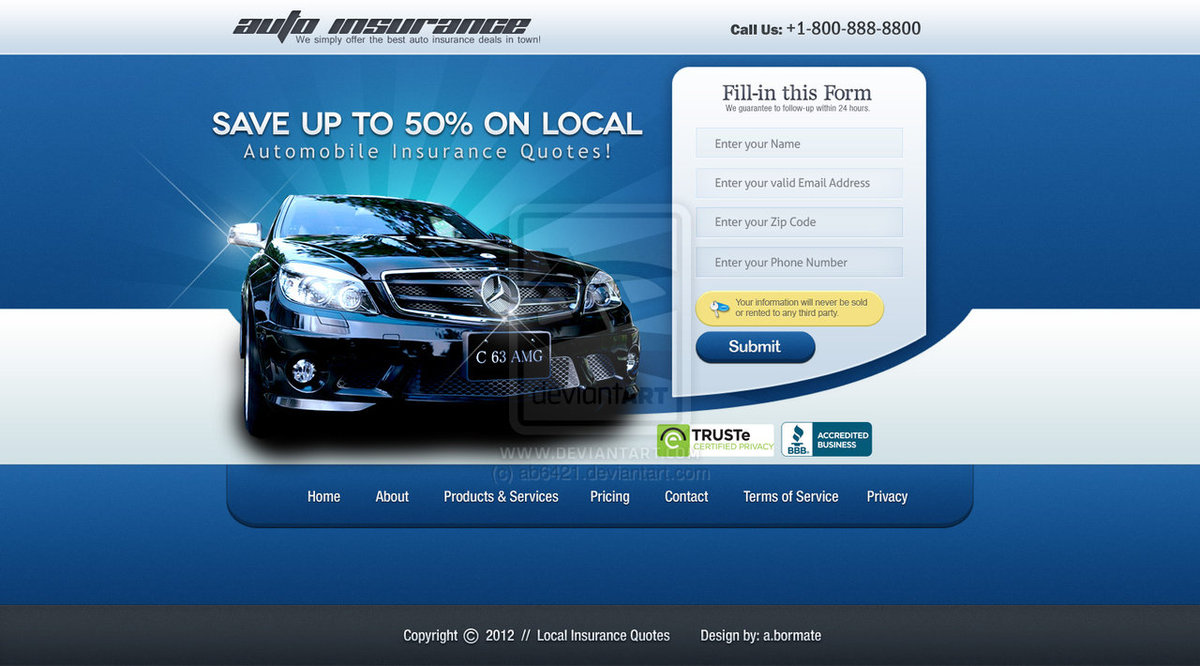 auto insurance
We simply offer the best auto insurance deals in town!
Call Us: +1-800-888-8800
SAVE UP TO 50% ON LOCAL
Automobile Insurance Quotes!
Fill-in this Form
We guarantee to follow-up within 24 hours.
Enter your Name
Enter your valid Email Address
Enter your Zip Code
Enter your Phone Number
Your information will never be sold
or rented to any third party.
Submit
C 63 AMG
deviantART
TRUSTe
CERTIFIED PRIVACY
BBB.
ACCREDITED
BUSINESS
WWW.DEVIANTART.COM
(c) ab6421.deviantart.com
Home About Products & Services Pricing Contact Terms of Service Privacy
Copyright © 2012 // Local Insurance Quotes Design by: a.bormate